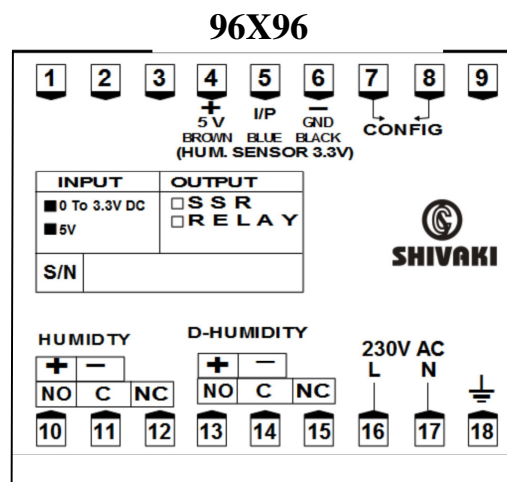 96X96
1 2 3 4 5 6 7 8 9
+ I/P −
5 V GND
BROWN BLUE BLACK CONFIG
(HUM. SENSOR 3.3V)
INPUT OUTPUT
■0 To 3.3V DC □SSR
■5V □RELAY
S/N
SHIVAKI
HUMIDTY D-HUMIDITY 230V AC
+ − + − L N
NO C NC NO C NC
10 11 12 13 14 15 16 17 18